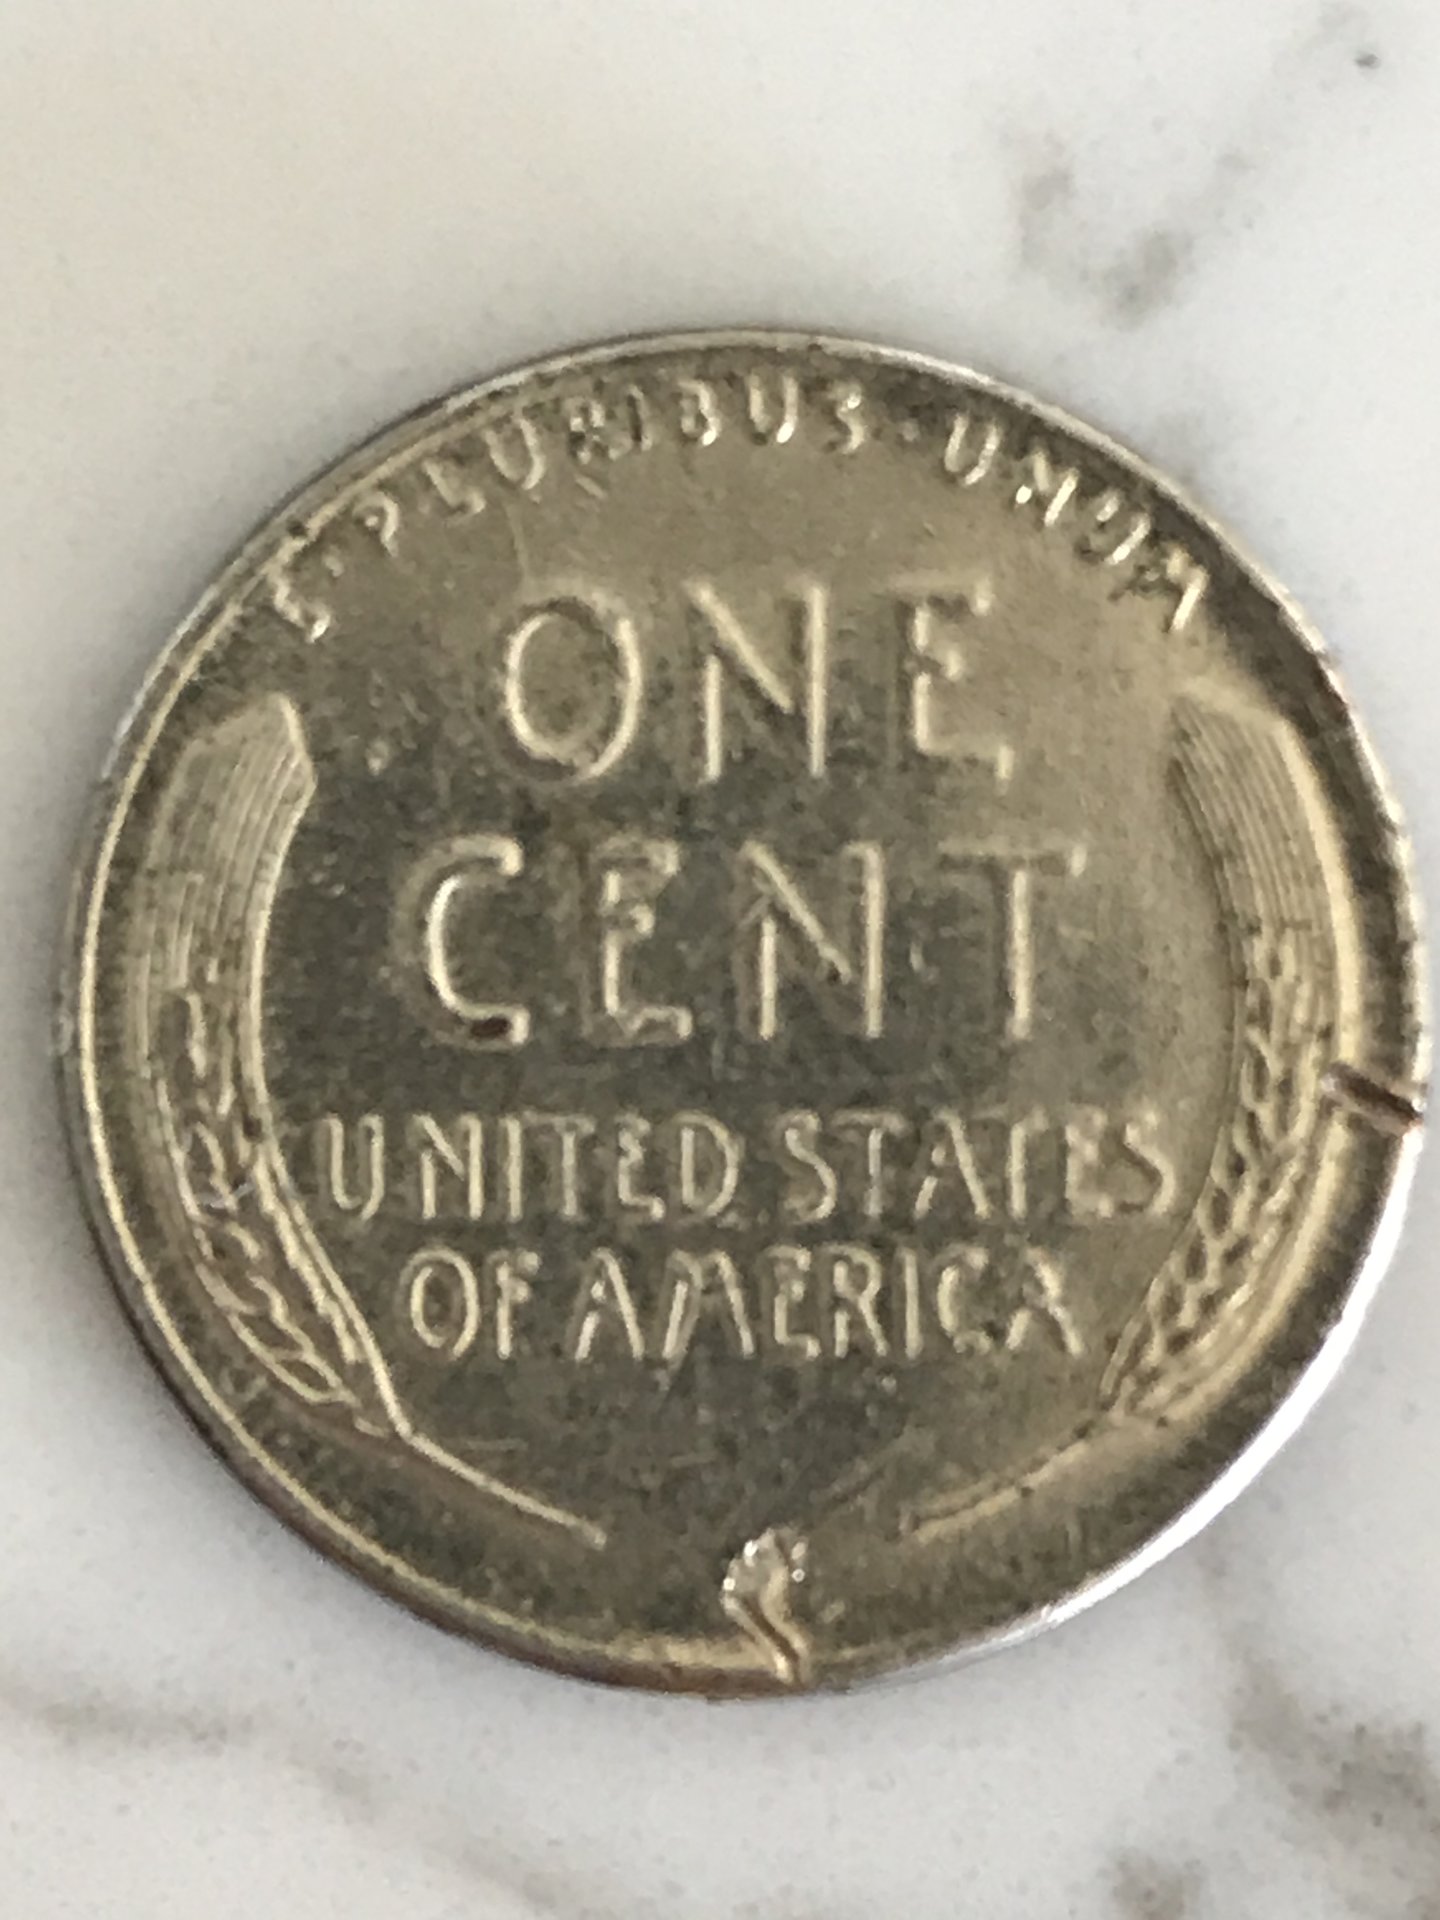 E·PLURIBUS·UNUM
ONE
CENT
UNITED STATES
OF AMERICA